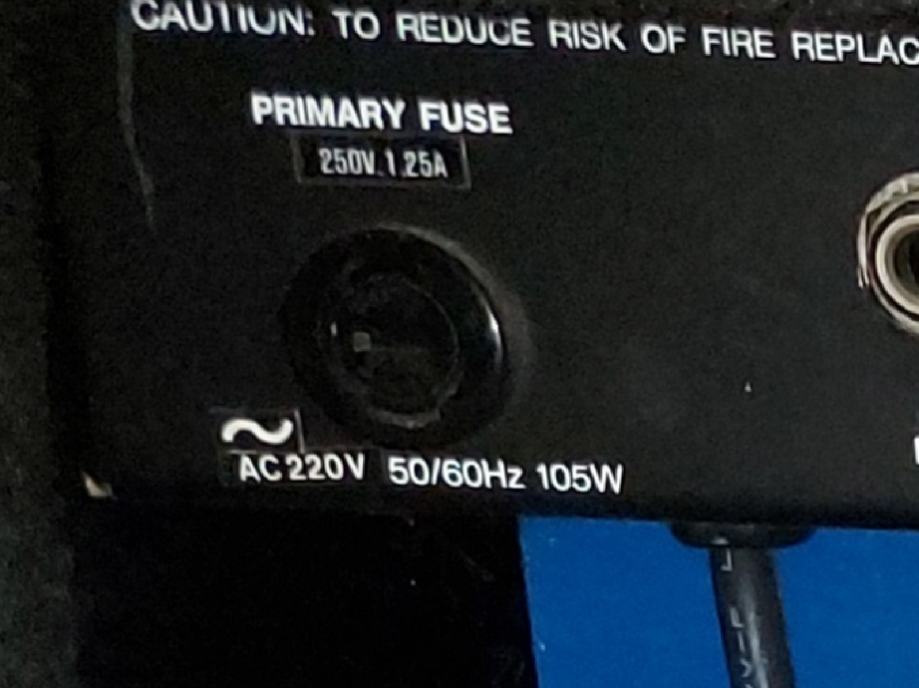 CAUTION: TO REDUCE RISK OF FIRE REPLAC
PRIMARY FUSE
250V.1.25A
~
AC 220V 50/60Hz 105W